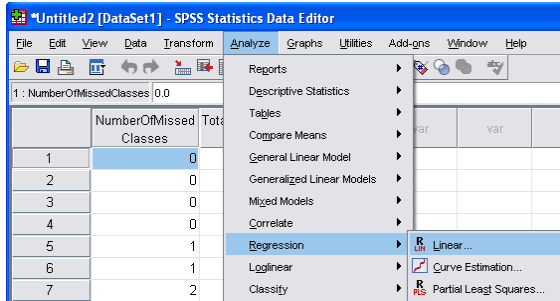 *Untitled2 [DataSet1] - SPSS Statistics Data Editor
File Edit View Data Transform Analyze Graphs Utilities Add-ons Window Help
1 : NumberOfMissedClasses 0.0
NumberOfMissed Classes
Tota
var
var
1 0
2 0
3 0
4 0
5 1
6 1
7 2
Reports
Descriptive Statistics
Tables
Compare Means
General Linear Model
Generalized Linear Models
Mixed Models
Correlate
Regression
Loglinear
Classify
R LIN Linear...
Curve Estimation...
R PLS Partial Least Squares...